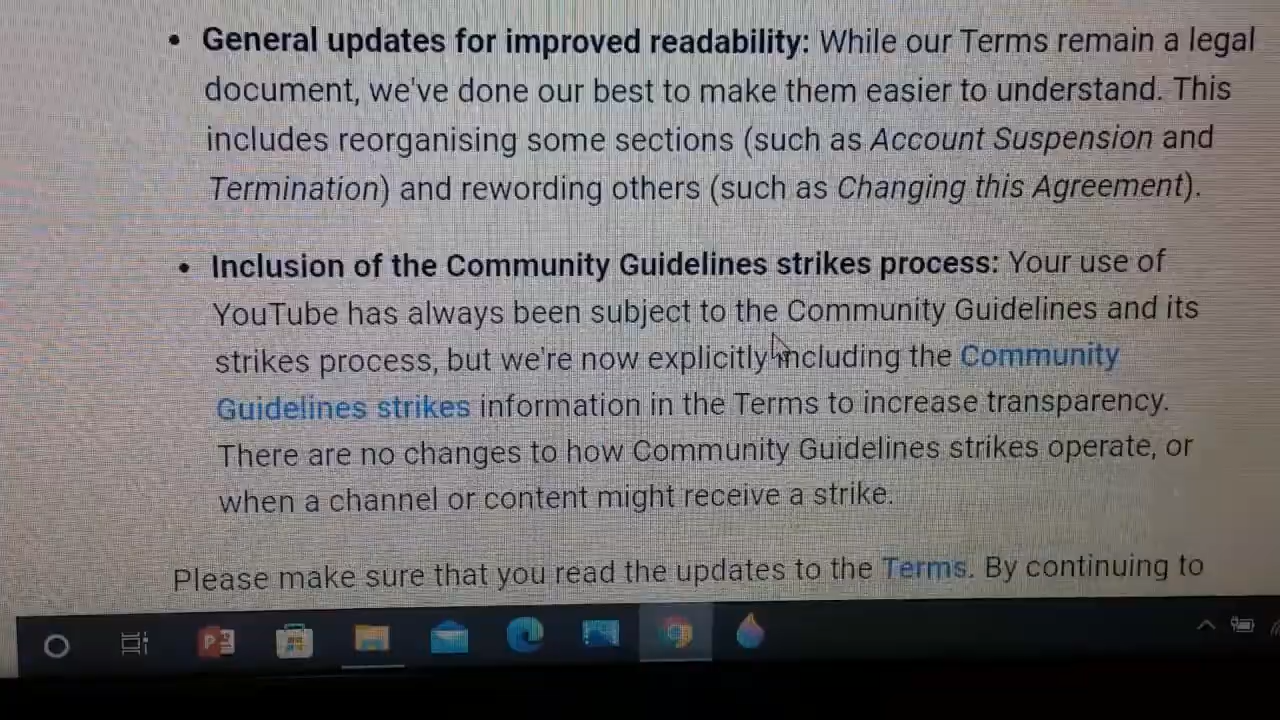 • General updates for improved readability: While our Terms remain a legal
document, we've done our best to make them easier to understand. This
includes reorganising some sections (such as Account Suspension and
Termination) and rewording others (such as Changing this Agreement).
• Inclusion of the Community Guidelines strikes process: Your use of
YouTube has always been subject to the Community Guidelines and its
strikes process, but we're now explicitly including the Community
Guidelines strikes information in the Terms to increase transparency.
There are no changes to how Community Guidelines strikes operate, or
when a channel or content might receive a strike.
Please make sure that you read the updates to the Terms. By continuing to
P